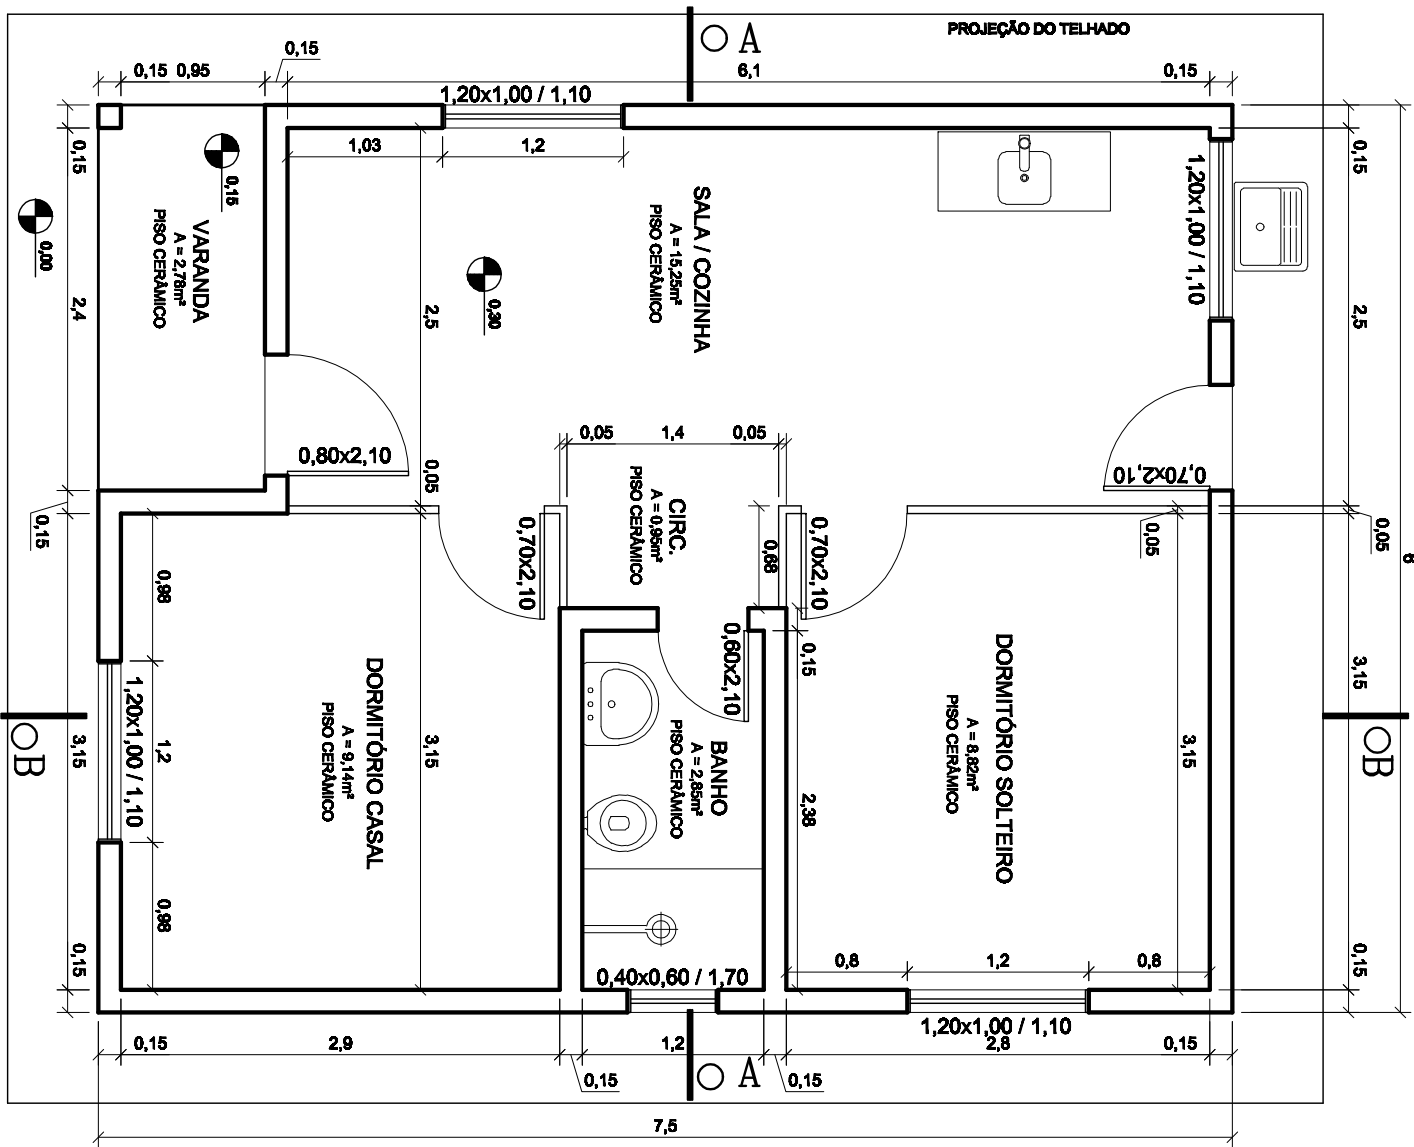 PROJEÇÃO DO TELHADO
A
0,15
0,15 0,95
6,1
0,15
1,20x1,00 / 1,10
1,03
1,2
0,15
0,15
0,15
0,00
VARANDA
A = 2,78m²
PISO CERÂMICO
2,4
0,30
2,5
SALA / COZINHA
A = 15,25m²
PISO CERÂMICO
1,20x1,00 / 1,10
2,5
0,80x2,10
0,05
0,05
1,4
0,05
0,70x2,10
0,15
0,05
0,05
6
CIRC.
A = 0,95m²
PISO CERÂMICO
0,68
0,70x2,10
0,70x2,10
0,98
0,15
0,60x2,10
DORMITÓRIO CASAL
A = 9,14m²
PISO CERÂMICO
DORMITÓRIO SOLTEIRO
A = 8,82m²
PISO CERÂMICO
BANHO
A = 2,85m²
PISO CERÂMICO
1,20x1,00 / 1,10
1,2
3,15
3,15
3,15
3,15
B
B
2,38
0,98
0,15
0,15
0,8
1,2
0,8
0,40x0,60 / 1,70
1,20x1,00 / 1,10
0,15
2,9
1,2
2,8
0,15
0,15
A
0,15
7,5